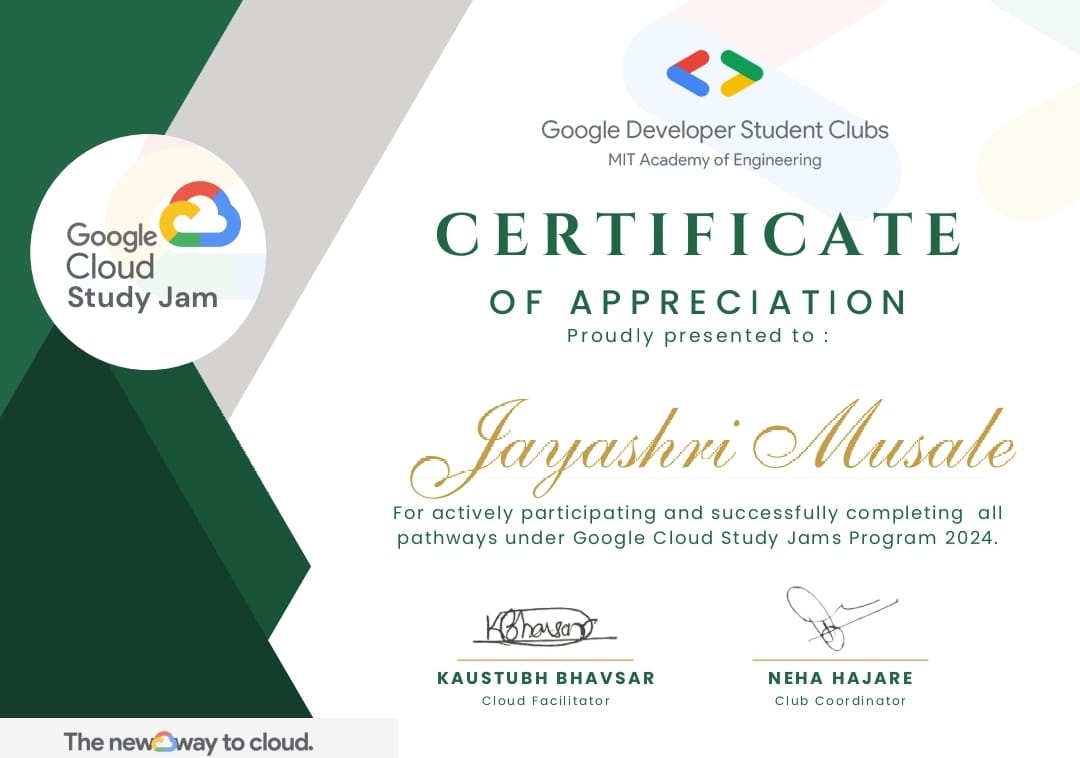 Google Developer Student Clubs
MIT Academy of Engineering
Google
Cloud
Study Jam
CERTIFICATE
OF APPRECIATION
Proudly presented to :
Jayashri Musale
For actively participating and successfully completing all
pathways under Google Cloud Study Jams Program 2024.
KBhavsar
KAUSTUBH BHAVSAR
Cloud Facilitator
NEHA HAJARE
Club Coordinator
The new way to cloud.